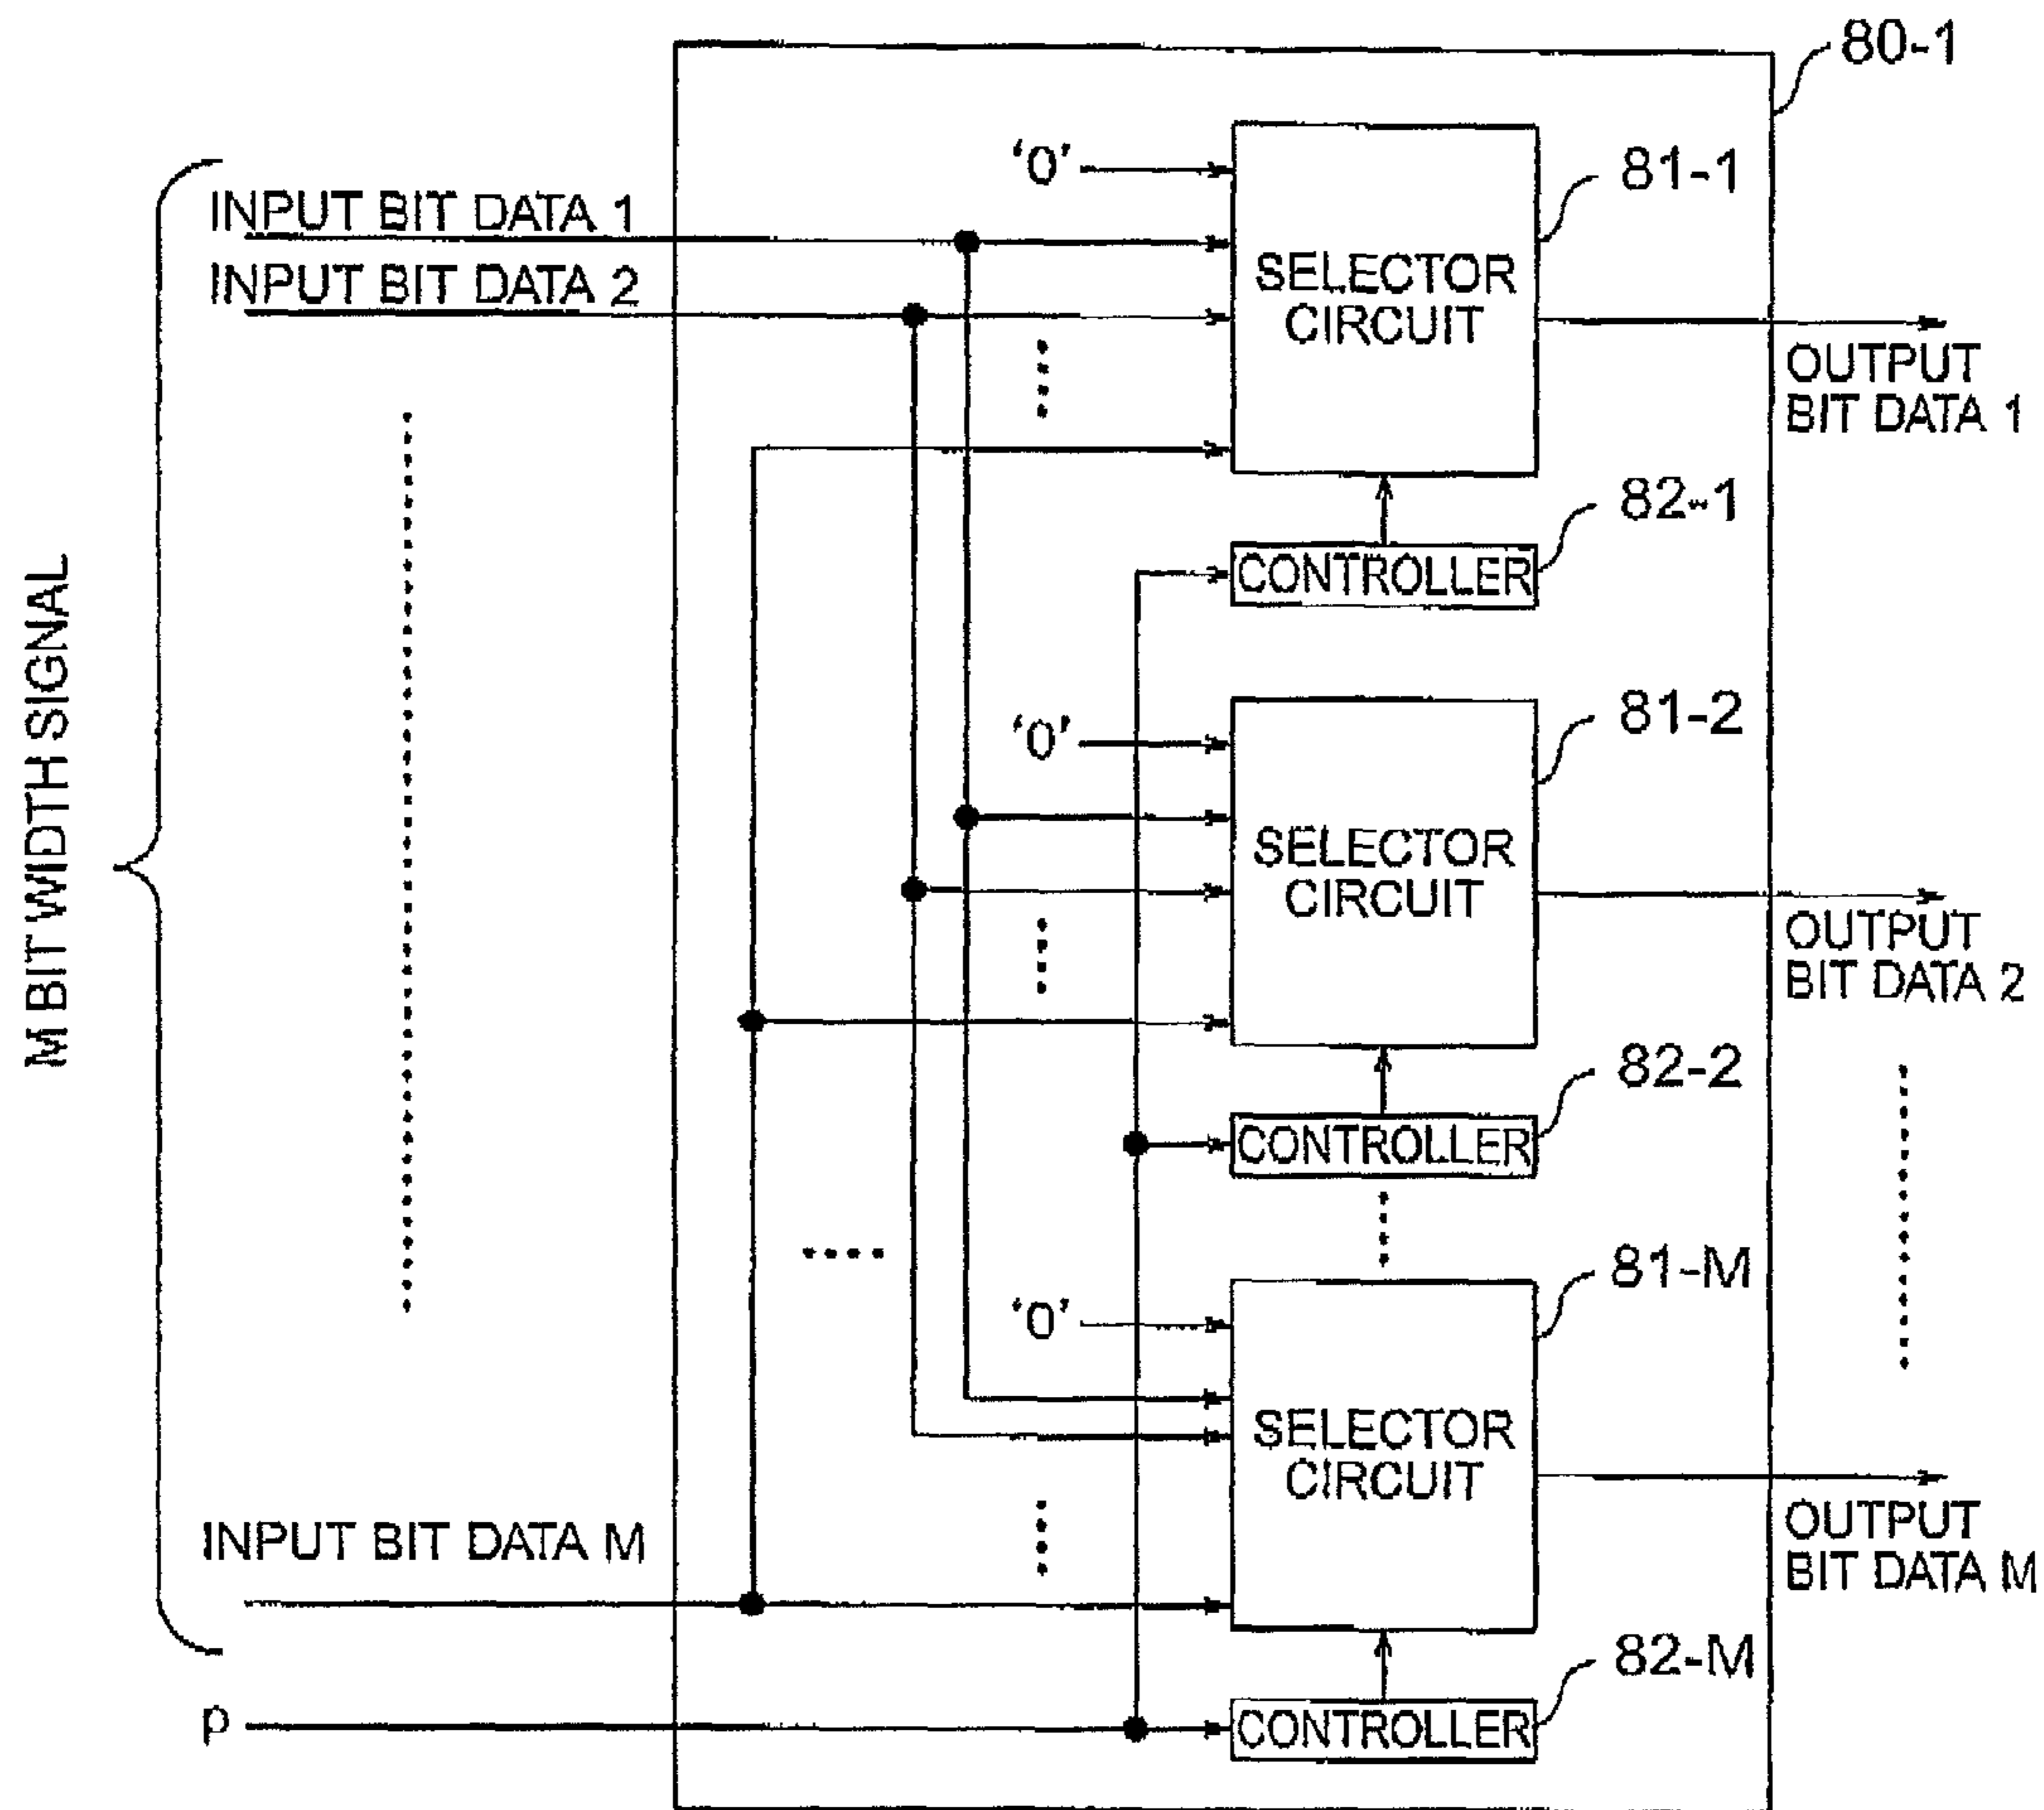 80-1
'0'
81-1
INPUT BIT DATA 1
INPUT BIT DATA 2
SELECTOR
CIRCUIT
OUTPUT
BIT DATA 1
82-1
CONTROLLER
M BIT WIDTH SIGNAL
'0'
81-2
SELECTOR
CIRCUIT
OUTPUT
BIT DATA 2
82-2
CONTROLLER
81-M
'0'
SELECTOR
CIRCUIT
INPUT BIT DATA M
OUTPUT
BIT DATA M
82-M
p
CONTROLLER